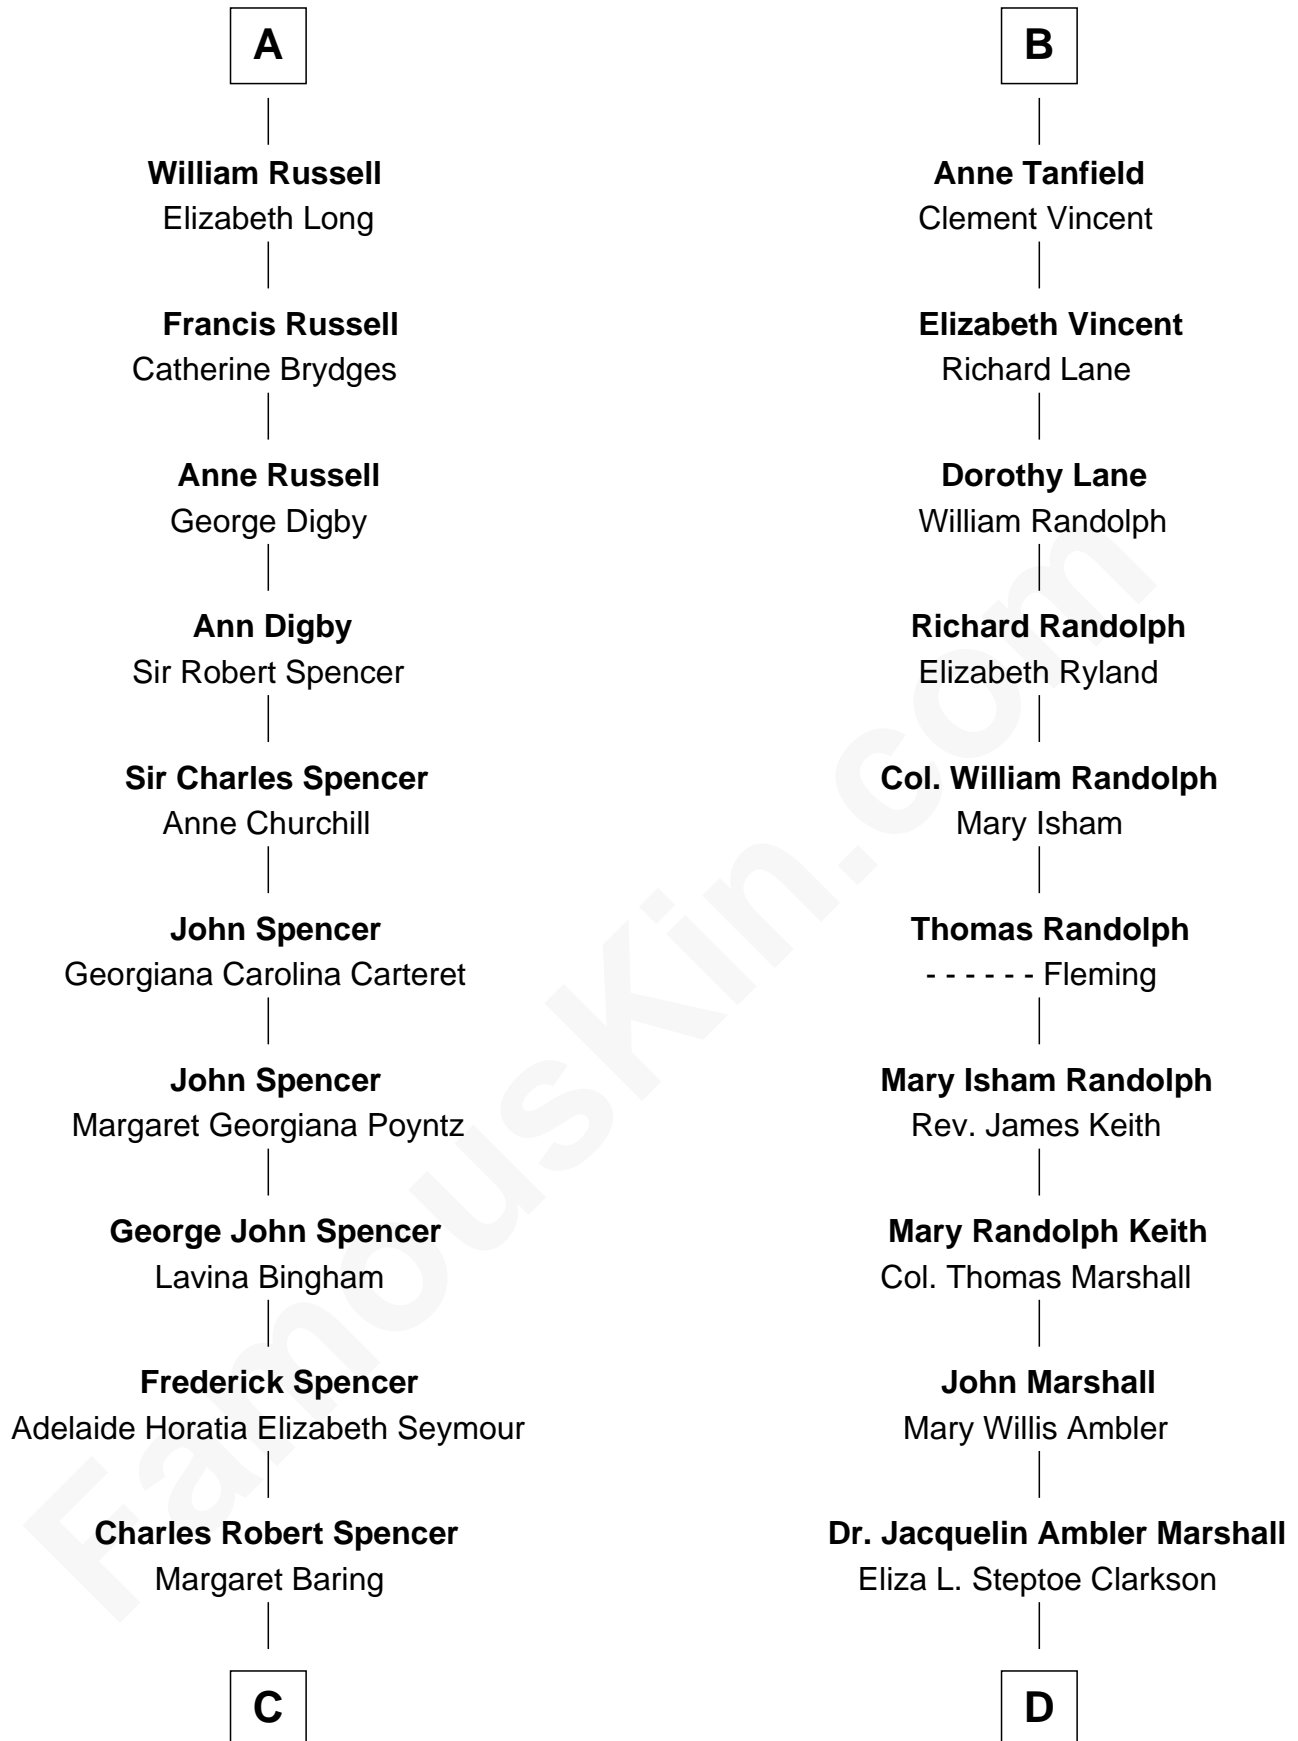 A
William Russell
Elizabeth Long
Francis Russell
Catherine Brydges
Anne Russell
George Digby
Ann Digby
Sir Robert Spencer
Sir Charles Spencer
Anne Churchill
John Spencer
Georgiana Carolina Carteret
John Spencer
Margaret Georgiana Poyntz
George John Spencer
Lavina Bingham
Frederick Spencer
Adelaide Horatia Elizabeth Seymour
Charles Robert Spencer
Margaret Baring
C
B
Anne Tanfield
Clement Vincent
Elizabeth Vincent
Richard Lane
Dorothy Lane
William Randolph
Richard Randolph
Elizabeth Ryland
Col. William Randolph
Mary Isham
Thomas Randolph
- - - - - - Fleming
Mary Isham Randolph
Rev. James Keith
Mary Randolph Keith
Col. Thomas Marshall
John Marshall
Mary Willis Ambler
Dr. Jacquelin Ambler Marshall
Eliza L. Steptoe Clarkson
D
FamousKin.com